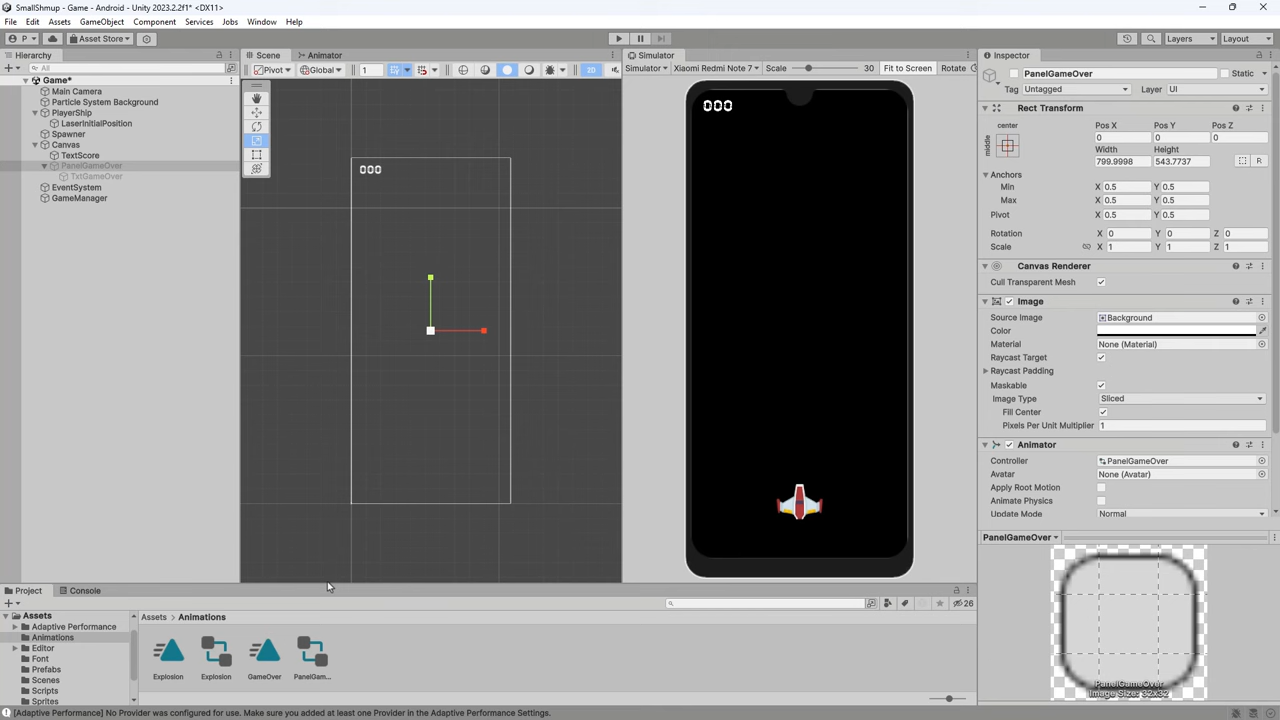 SmallShmup - Game - Android - Unity 2023.2.2f1* <DX11>
File Edit Assets GameObject Component Services Jobs Window Help
P Asset Store Layers Layout
Hierarchy
All
Game*
Main Camera
Particle System Background
PlayerShip
LaserInitialPosition
Spawner
Canvas
TextScore
PanelGameOver
TxtGameOver
EventSystem
GameManager
Scene Animator
Pivot Global 1 2D
000
Simulator
Simulator Xiaomi Redmi Note 7 Scale 30 Fit to Screen Rotate
000
Inspector
PanelGameOver Static
Tag Untagged Layer UI
Rect Transform
center Pos X Pos Y Pos Z
middle 0 0 0
Width Height
799.9998 543.7737 R
Anchors
Min X 0.5 Y 0.5
Max X 0.5 Y 0.5
Pivot X 0.5 Y 0.5
Rotation X 0 Y 0 Z 0
Scale X 1 Y 1 Z 1
Canvas Renderer
Cull Transparent Mesh
Image
Source Image Background
Color
Material None (Material)
Raycast Target
Raycast Padding
Maskable
Image Type Sliced
Fill Center
Pixels Per Unit Multiplier 1
Animator
Controller PanelGameOver
Avatar None (Avatar)
Apply Root Motion
Animate Physics
Update Mode Normal
PanelGameOver
PanelGameOver
Image Size: 32x32
Project Console
26
Assets
Adaptive Performance
Animations
Editor
Font
Prefabs
Scenes
Scripts
Sprites
Assets > Animations
Explosion Explosion GameOver PanelGam...
[Adaptive Performance] No Provider was configured for use. Make sure you added at least one Provider in the Adaptive Performance Settings.